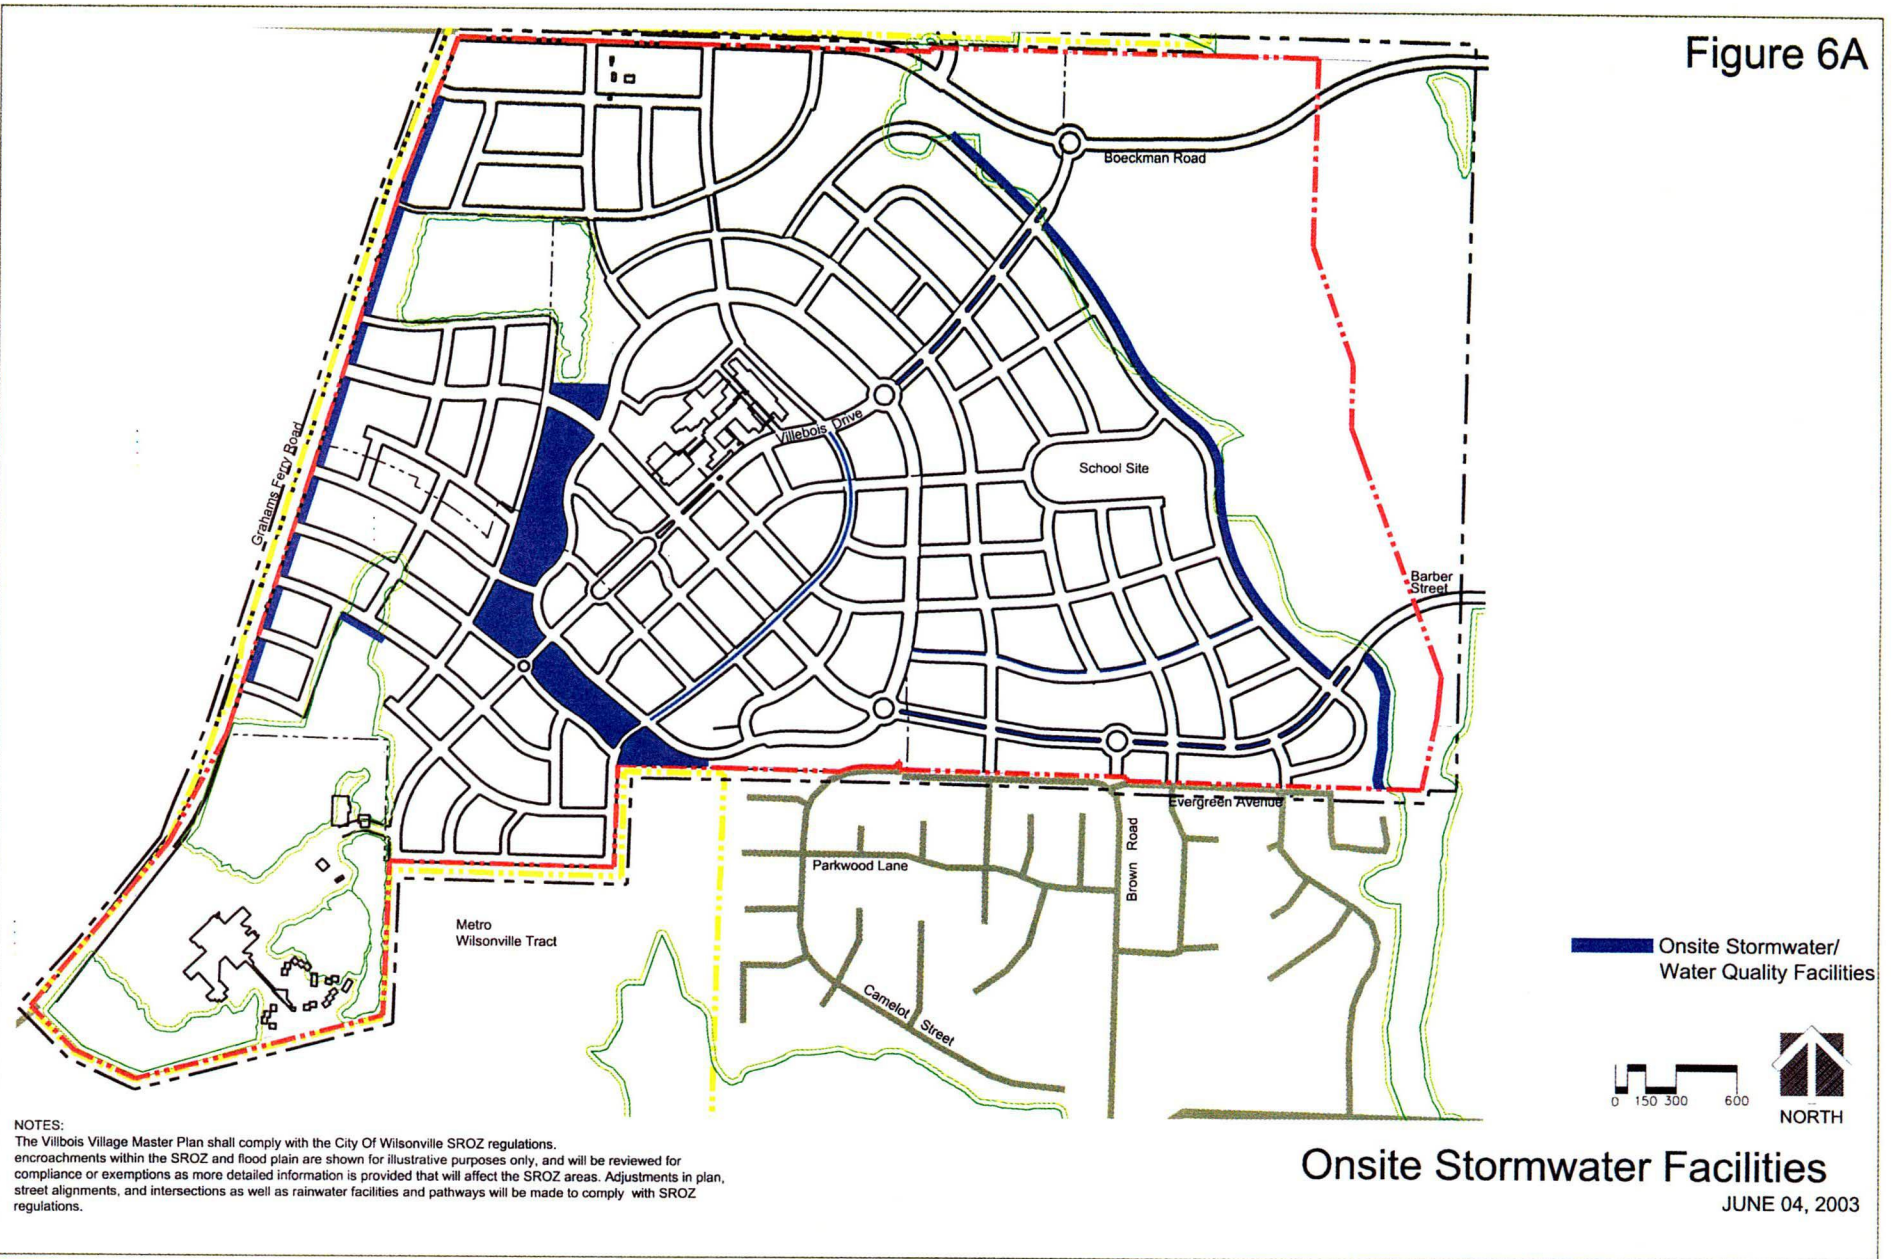 Figure 6A
Boeckman Road
Grahams Ferry Road
Villebois Drive
School Site
Barber
Street
Evergreen Avenue
Parkwood Lane
Brown Road
Metro
Wilsonville Tract
Camelot Street
Onsite Stormwater/
Water Quality Facilities
0 150 300 600
NORTH
NOTES:
The Villbois Village Master Plan shall comply with the City Of Wilsonville SROZ regulations.
encroachments within the SROZ and flood plain are shown for illustrative purposes only, and will be reviewed for
compliance or exemptions as more detailed information is provided that will affect the SROZ areas. Adjustments in plan,
street alignments, and intersections as well as rainwater facilities and pathways will be made to comply with SROZ
regulations.
Onsite Stormwater Facilities
JUNE 04, 2003